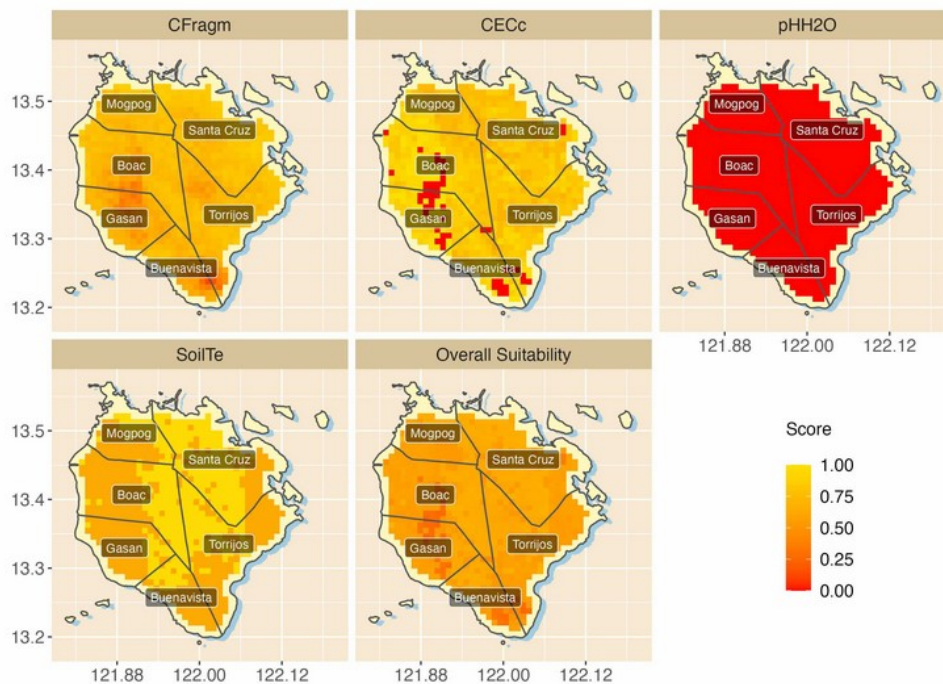 CFragm
CECc
pHH2O
13.5
13.4
13.3
13.2
Mogpog
Santa Cruz
Boac
Gasan
Torrijos
Buenavista
Mogpog
Santa Cruz
Boac
Gasan
Torrijos
Buenavista
Mogpog
Santa Cruz
Boac
Gasan
Torrijos
Buenavista
121.88
122.00
122.12
SoilTe
Overall Suitability
13.5
13.4
13.3
13.2
Mogpog
Santa Cruz
Boac
Gasan
Torrijos
Buenavista
Mogpog
Santa Cruz
Boac
Gasan
Torrijos
Buenavista
121.88
122.00
122.12
121.88
122.00
122.12
Score
1.00
0.75
0.50
0.25
0.00